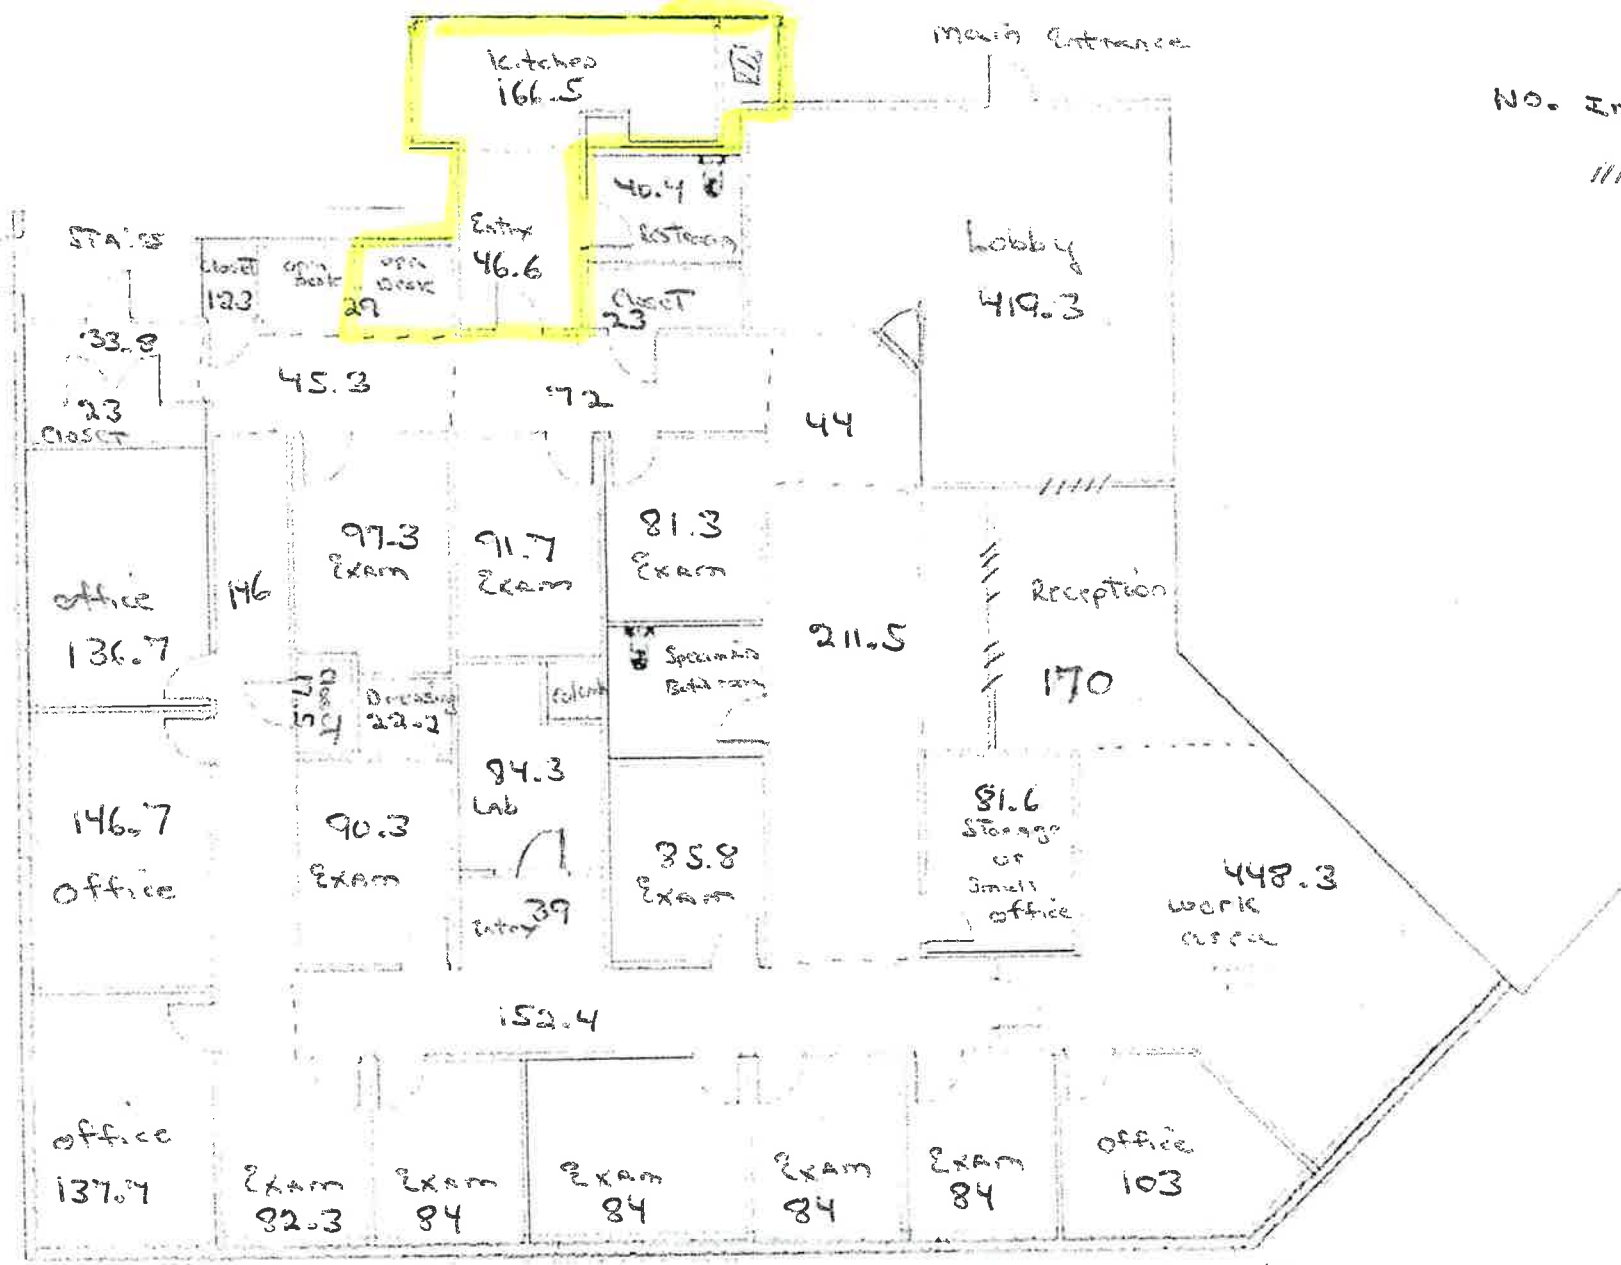 Main Entrance
Kitchen
166.5
NO. In
40.4
Restroom
Entry
46.6
STAIRS
Closet
123
open
Desk
open
Desk
29
Closet
23
Lobby
419.3
33.8
23
Closet
45.3
72
44
97.3
Exam
91.7
Exam
81.3
Exam
office
136.7
146
211.5
Reception
170
Specimen
Bathroom
Dressing
22.2
17.5
84.3
Lab
146.7
office
90.3
Exam
85.8
Exam
81.6
Storage
or
Small
office
448.3
work
area
Entry 39
152.4
office
137.7
Exam
82.3
Exam
84
Exam
84
Exam
84
Exam
84
office
103